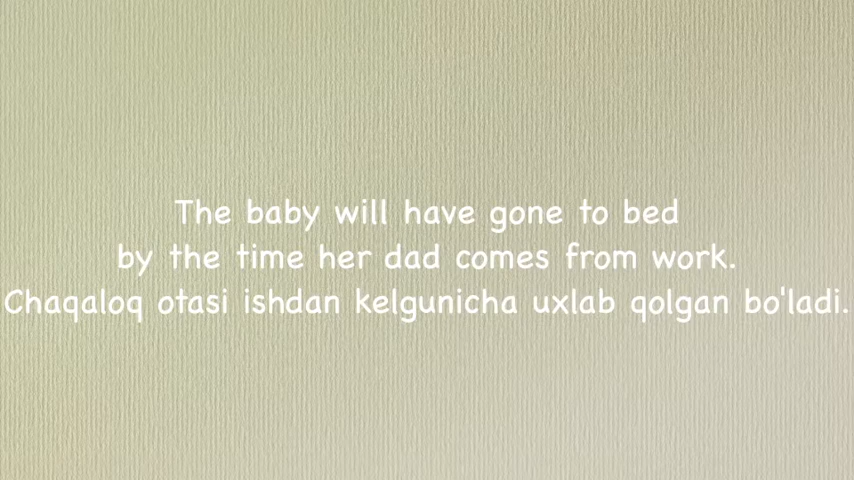 The baby will have gone to bed
by the time her dad comes from work.
Chaqaloq otasi ishdan kelgunicha uxlab qolgan bo'ladi.